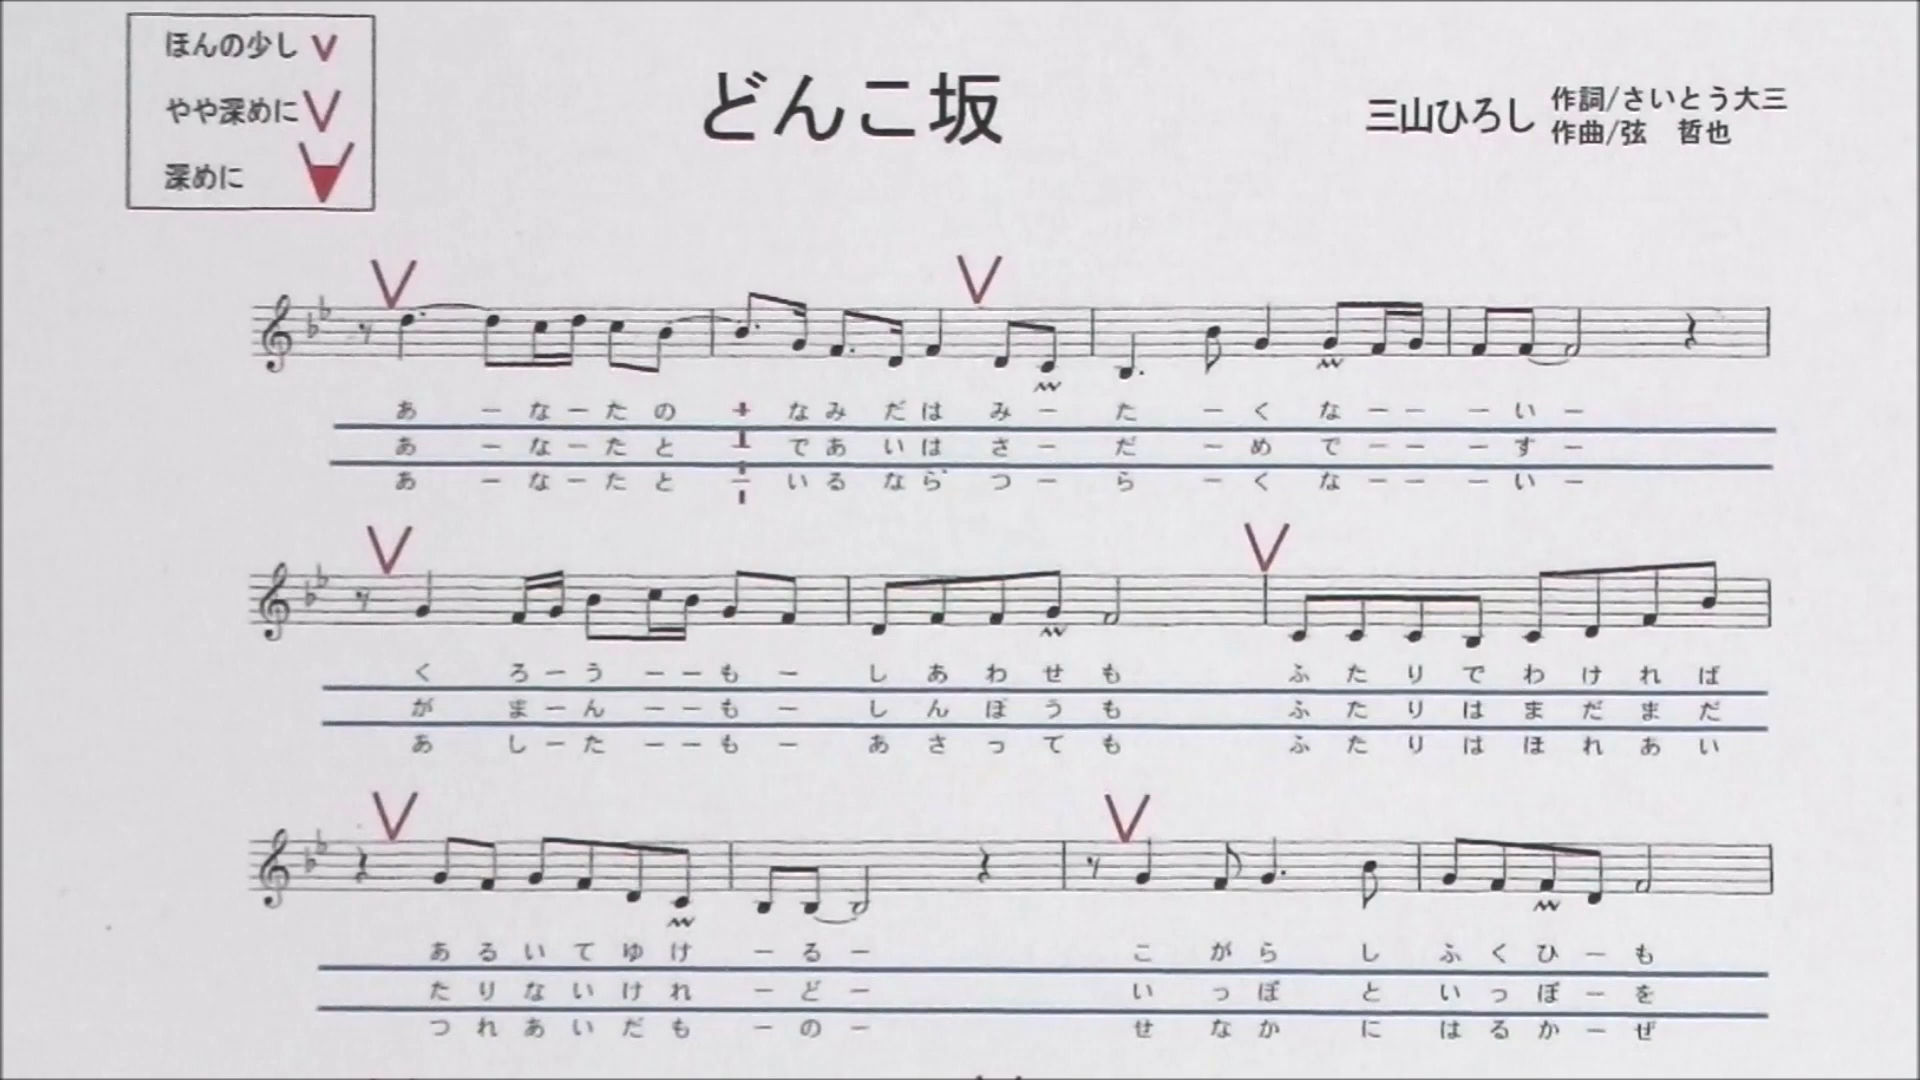 ほんの少し V
やや深めに V
深めに
どんこ坂
三山ひろし
作詞/さいとう大三
作曲/弦 哲也
あ ー な ー た の ー な み だ は み ー た ー く な ー ー ー い ー
あ ー な ー た と ー で あ い は さ ー だ ー め で ー ー ー す ー
あ ー な ー た と ー い る な ら つ ー ら ー く な ー ー ー い ー
く ろ ー う ー ー も ー し あ わ せ も ふ た り で わ け れ ば
が ま ー ん ー ー も ー し ん ぼ う も ふ た り は ま だ ま だ
あ し ー た ー ー も ー あ さ っ て も ふ た り は ほ れ あ い
あ る い て ゆ け ー る ー こ が ら し ふ く ひ ー も
た り な い け れ ー ど ー い っ ぽ と い っ ぽ ー を
つ れ あ い だ も ー の ー せ な か に は る か ー ぜ